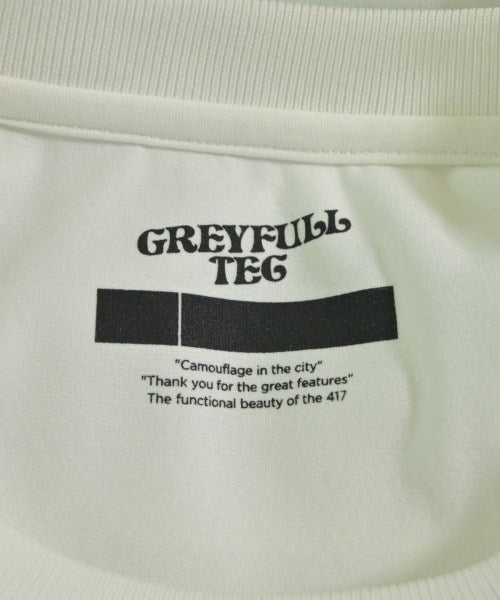 GREYFULL
TEG
"Camouflage in the city"
"Thank you for the great features"
The functional beauty of the 417